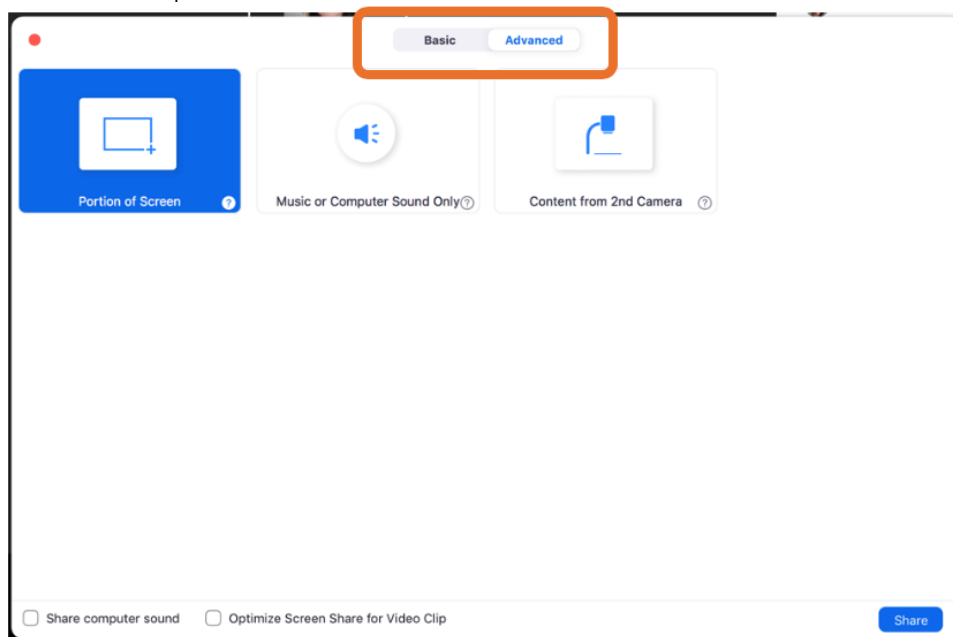 Basic Advanced
Portion of Screen ?
Music or Computer Sound Only ?
Content from 2nd Camera ?
Share computer sound Optimize Screen Share for Video Clip Share